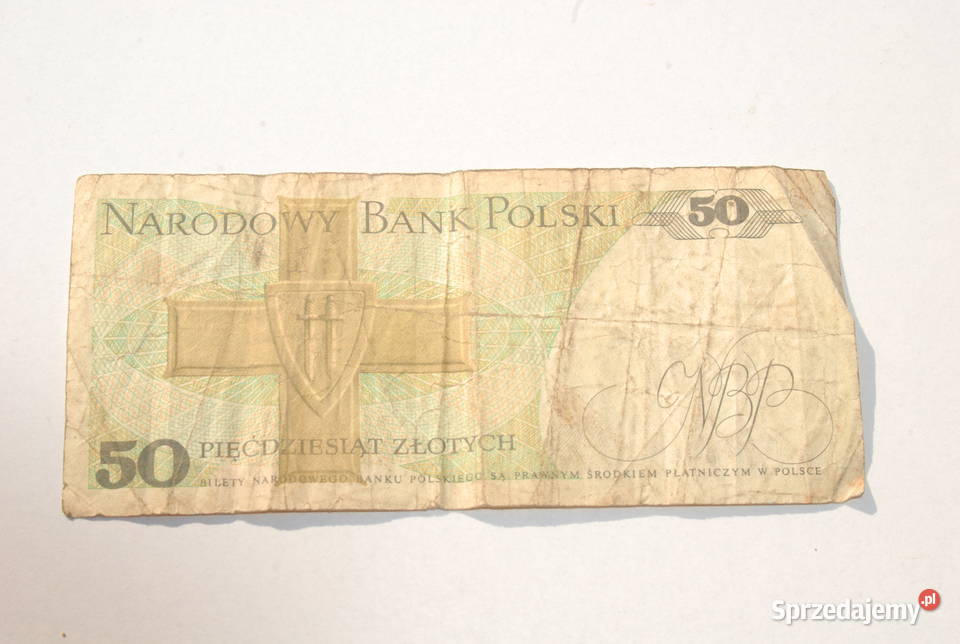 NARODOWY BANK POLSKI
50
NBP
50
PIĘĆDZIESIĄT ZŁOTYCH
BILETY NARODOWEGO BANKU POLSKIEGO SĄ PRAWNYM ŚRODKIEM PŁATNICZYM W POLSCE
Sprzedajemy.pl